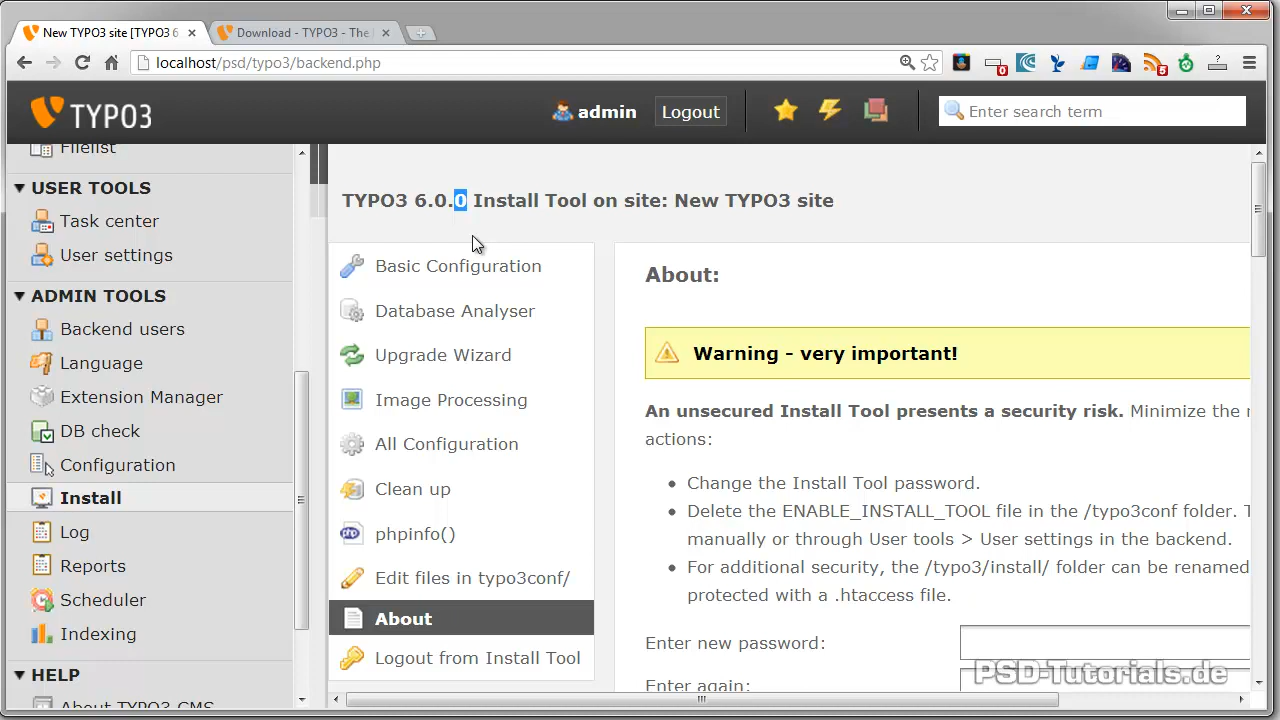 New TYPO3 site [TYPO3 6
Download - TYPO3 - The
localhost/psd/typo3/backend.php
0
5
?
TYPO3
admin
Logout
Enter search term
Filelist
USER TOOLS
Task center
User settings
ADMIN TOOLS
Backend users
Language
Extension Manager
DB check
Configuration
Install
Log
Reports
Scheduler
Indexing
HELP
About TYPO3 CMS
TYPO3 6.0.0 Install Tool on site: New TYPO3 site
Basic Configuration
Database Analyser
Upgrade Wizard
Image Processing
All Configuration
Clean up
php
phpinfo()
Edit files in typo3conf/
About
Logout from Install Tool
About:
Warning - very important!
An unsecured Install Tool presents a security risk. Minimize the
actions:
Change the Install Tool password.
Delete the ENABLE_INSTALL_TOOL file in the /typo3conf folder.
manually or through User tools > User settings in the backend.
For additional security, the /typo3/install/ folder can be renamed
protected with a .htaccess file.
Enter new password:
Enter again:
PSD-Tutorials.de